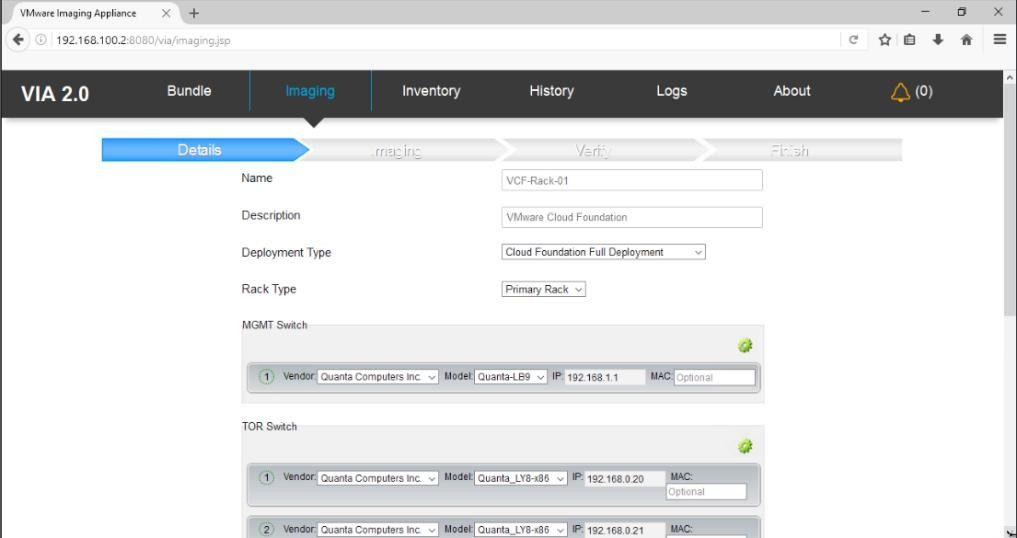 VMware Imaging Appliance
192.168.100.2:8080/via/imaging.jsp
VIA 2.0 Bundle Imaging Inventory History Logs About (0)
Details Imaging Verify Finish
Name VCF-Rack-01
Description VMware Cloud Foundation
Deployment Type Cloud Foundation Full Deployment
Rack Type Primary Rack
MGMT Switch
1 Vendor: Quanta Computers Inc. Model: Quanta-LB9 IP: 192.168.1.1 MAC: Optional
TOR Switch
1 Vendor: Quanta Computers Inc. Model: Quanta_LY8-x86 IP: 192.168.0.20 MAC:
Optional
2 Vendor: Quanta Computers Inc. Model: Quanta_LY8-x86 IP: 192.168.0.21 MAC: